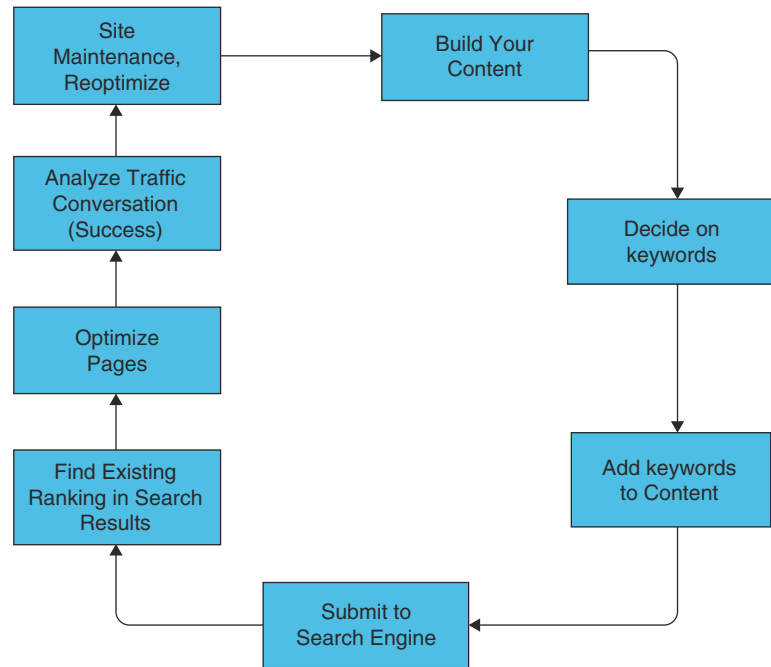 Site
Maintenance,
Reoptimize
Build Your
Content
Decide on
keywords
Add keywords
to Content
Submit to
Search Engine
Find Existing
Ranking in Search
Results
Optimize
Pages
Analyze Traffic
Conversation
(Success)